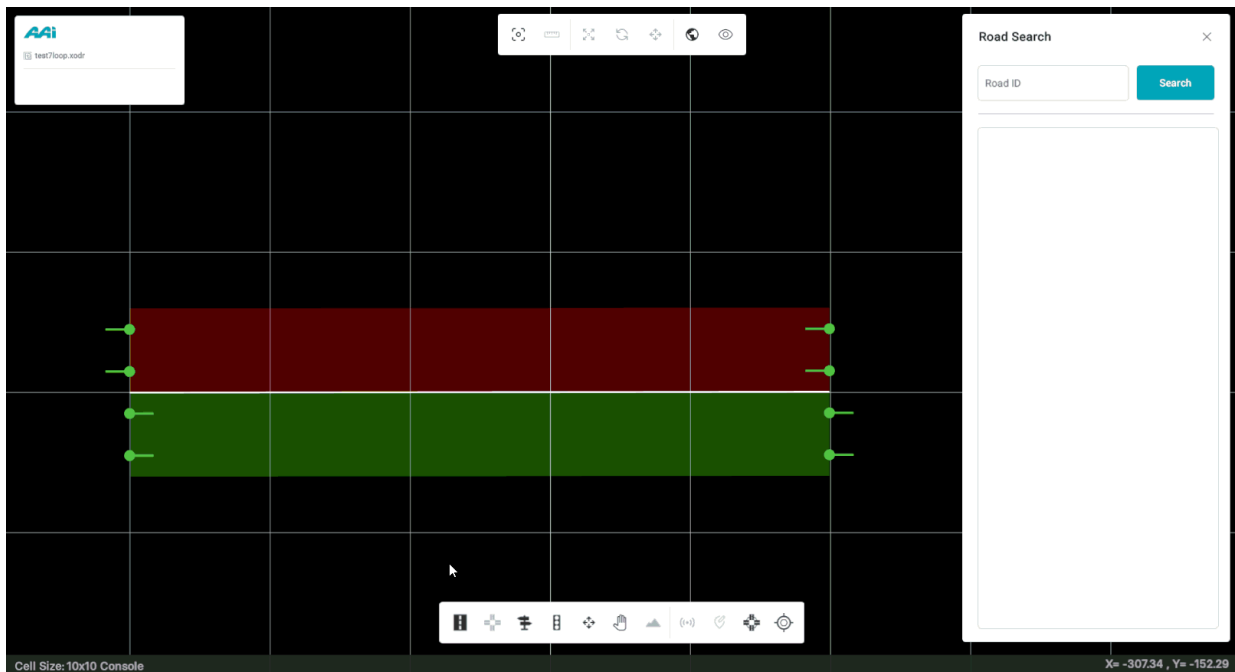 AAi
test7loop.xodr
Road Search
Road ID
Search
Cell Size:10x10 Console
X= -307.34 , Y= -152.29